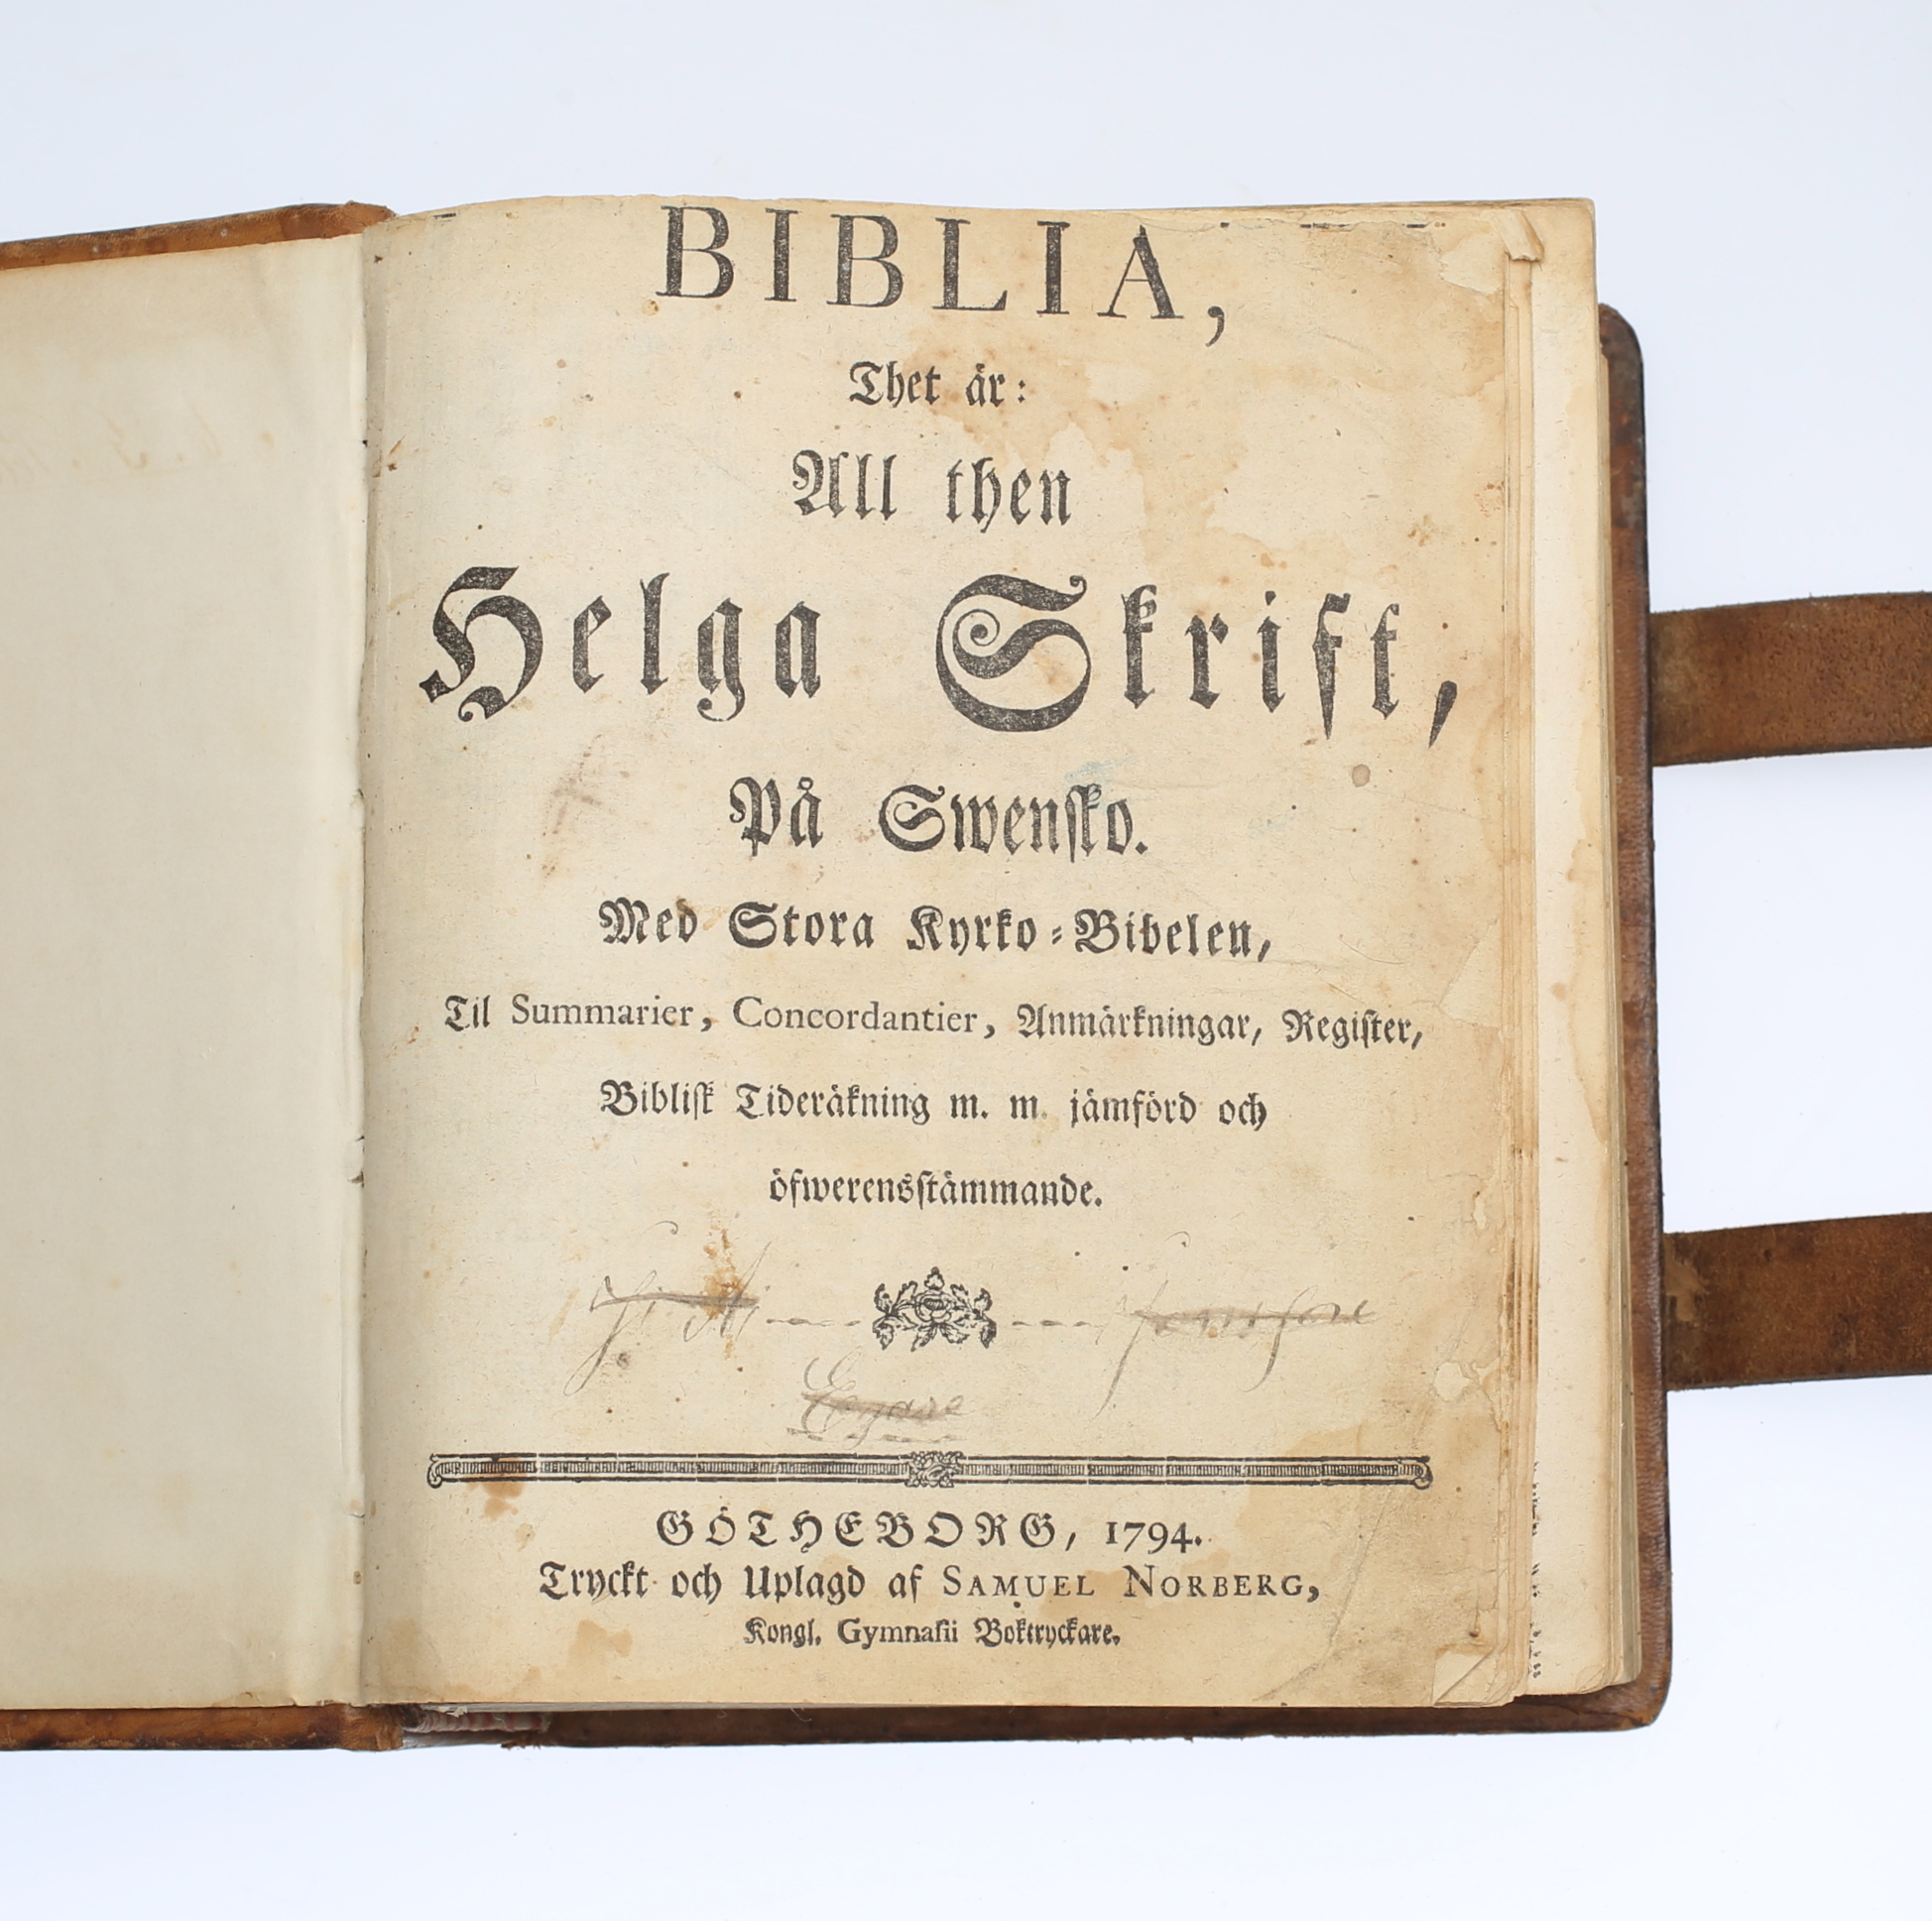 BIBLIA,
Thet är:
All then
Helga Skrift,
På Swensko.
Med Stora Kyrko-Bibelen,
Til Summarier, Concordantier, Anmärkningar, Register,
Biblisk Tideräkning m. m jämförd och
öfwerensstämmande.
Egare
GÖTHEBORG, 1794.
Tryckt och Uplagd af SAMUEL NORBERG,
Kongl. Gymnasii Boktryckare.